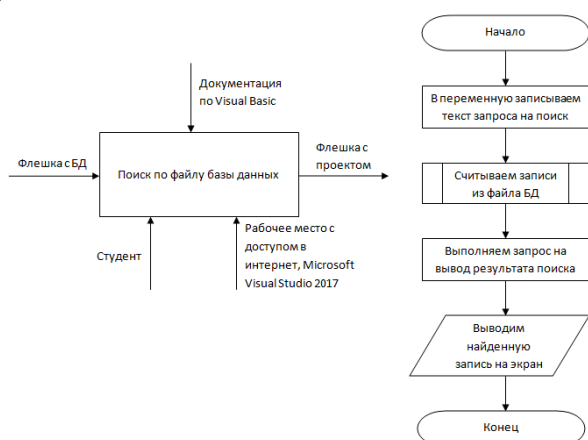 Документация
по Visual Basic
Флешка с БД
Поиск по файлу базы данных
Флешка с
проектом
Студент
Рабочее место с
доступом в
интернет, Microsoft
Visual Studio 2017
Начало
В переменную записываем
текст запроса на поиск
Считываем записи
из файла БД
Выполняем запрос на
вывод результата поиска
Выводим
найденную
запись на экран
Конец